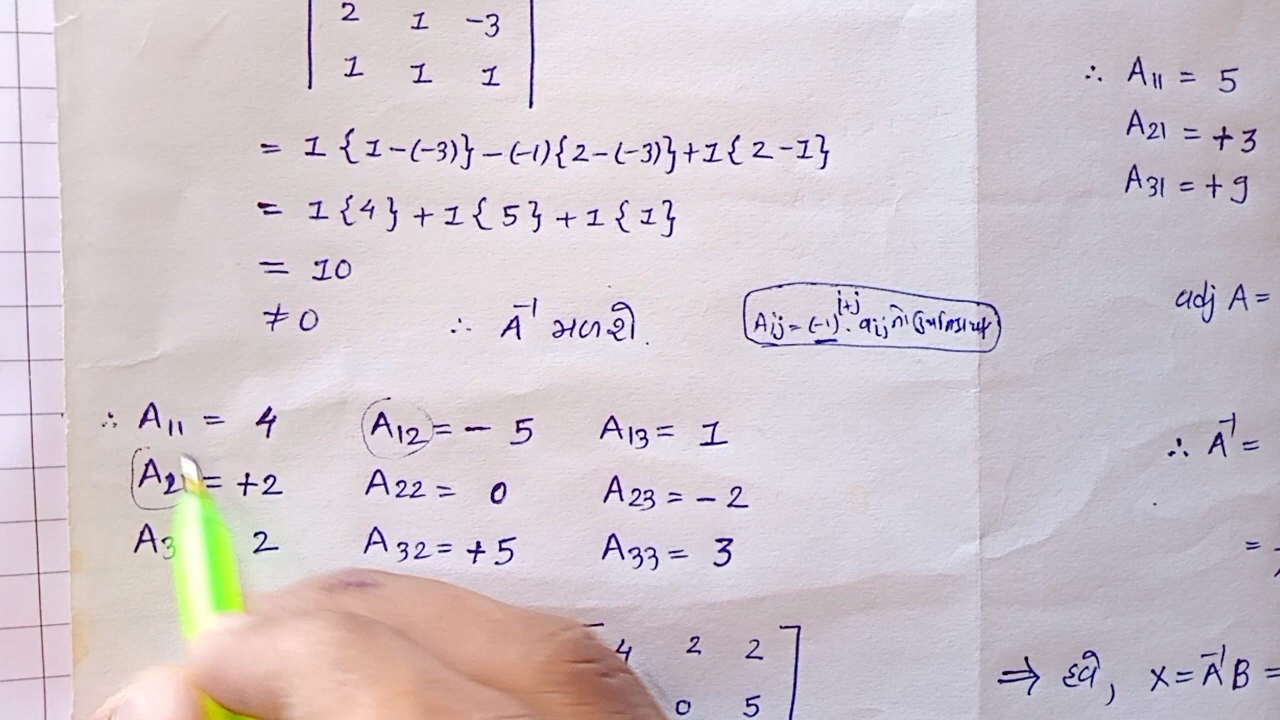 2 1 -3
1 1 1
= 1{1-(-3)}-(-1){2-(-3)}+1{2-1}
= 1{4}+1{5}+1{1}
= 10
≠0 ∴ A⁻¹ મળશે.
Aij=(-1)^i+j . aij નો ઉપનિશ્ચાયક
∴ A11 = 4 A12 = - 5 A13 = 1
A21 = +2 A22 = 0 A23 = - 2
A3 2 A32 = +5 A33 = 3
4 2 2
0 5
∴ A11 = 5
A21 = +3
A31 = +9
adj A =
∴ A⁻¹ =
=
⇒ હવે, X=A⁻¹B =